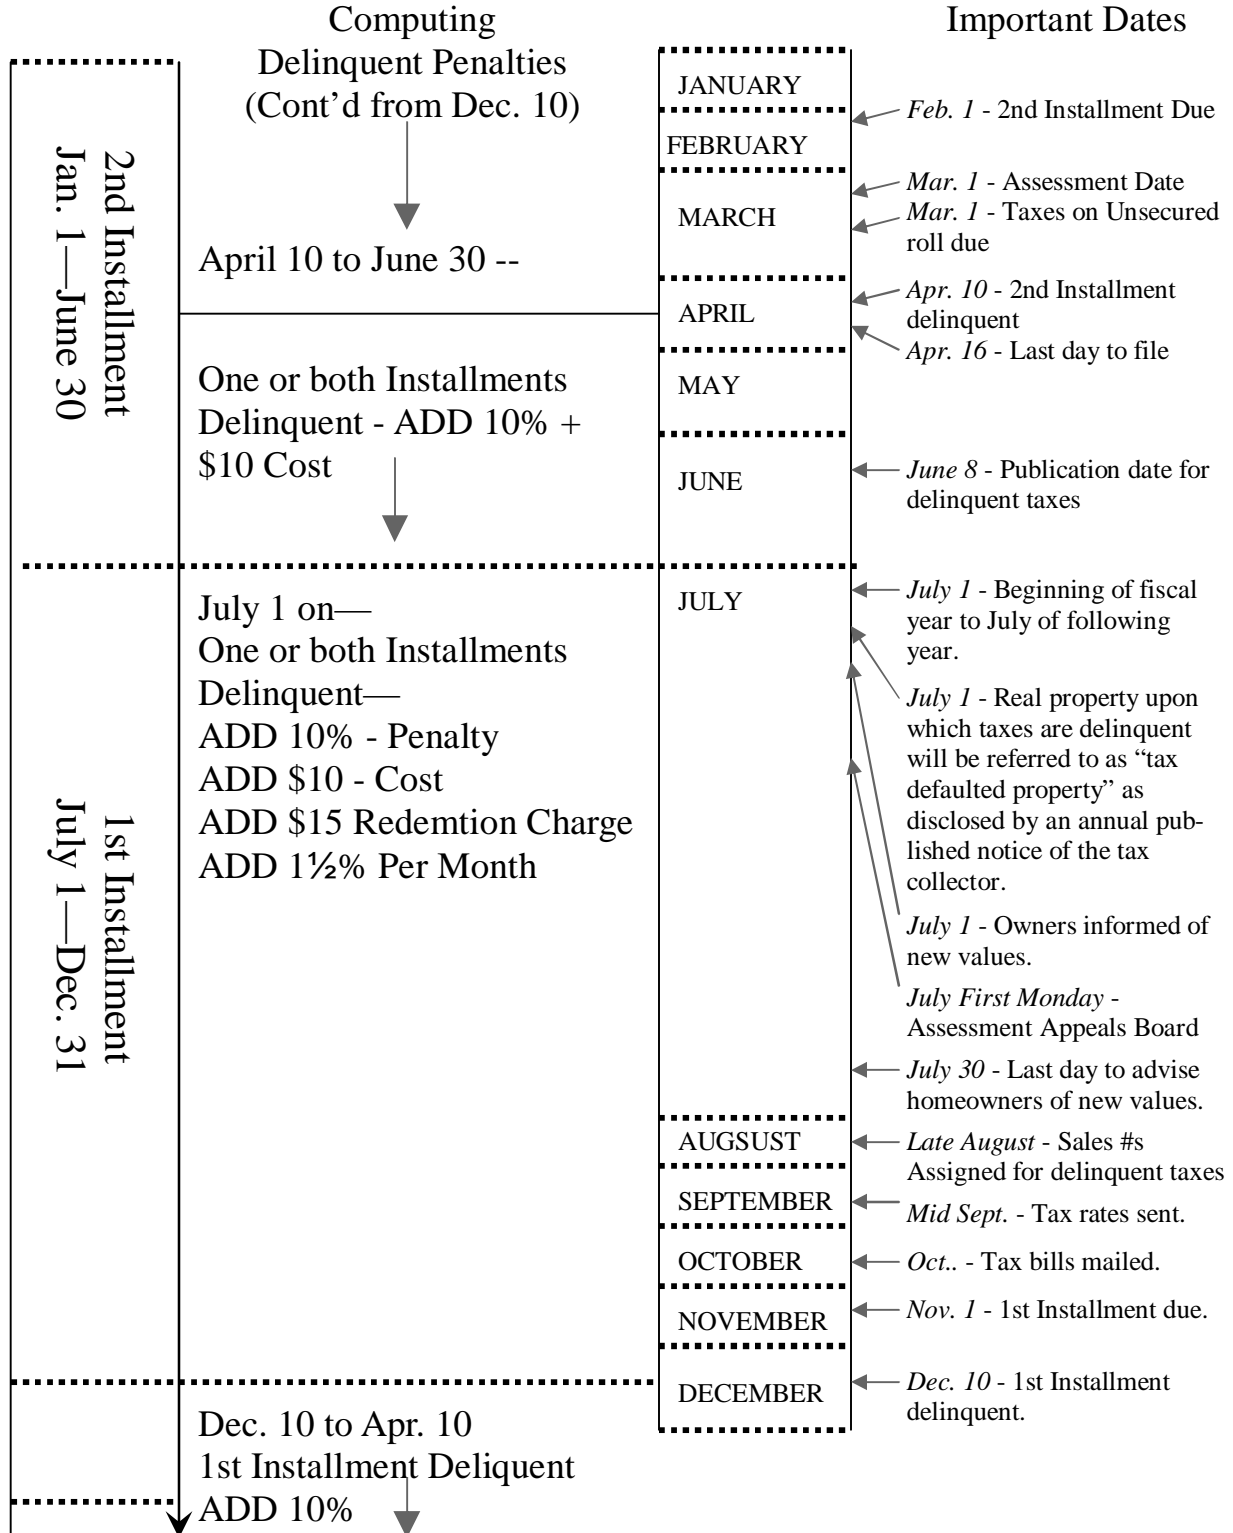 Computing
Delinquent Penalties
(Cont’d from Dec. 10)
April 10 to June 30 --
One or both Installments
Delinquent - ADD 10% +
$10 Cost
July 1 on—
One or both Installments
Delinquent—
ADD 10% - Penalty
ADD $10 - Cost
ADD $15 Redemtion Charge
ADD 1½% Per Month
Dec. 10 to Apr. 10
1st Installment Deliquent
ADD 10%
2nd Installment
Jan. 1—June 30
1st Installment
July 1—Dec. 31
JANUARY
FEBRUARY
MARCH
APRIL
MAY
JUNE
JULY
AUGSUST
SEPTEMBER
OCTOBER
NOVEMBER
DECEMBER
Important Dates
Feb. 1 - 2nd Installment Due
Mar. 1 - Assessment Date
Mar. 1 - Taxes on Unsecured
roll due
Apr. 10 - 2nd Installment
delinquent
Apr. 16 - Last day to file
June 8 - Publication date for
delinquent taxes
July 1 - Beginning of fiscal
year to July of following
year.
July 1 - Real property upon
which taxes are delinquent
will be referred to as “tax
defaulted property” as
disclosed by an annual pub-
lished notice of the tax
collector.
July 1 - Owners informed of
new values.
July First Monday -
Assessment Appeals Board
July 30 - Last day to advise
homeowners of new values.
Late August - Sales #s
Assigned for delinquent taxes
Mid Sept. - Tax rates sent.
Oct.. - Tax bills mailed.
Nov. 1 - 1st Installment due.
Dec. 10 - 1st Installment
delinquent.